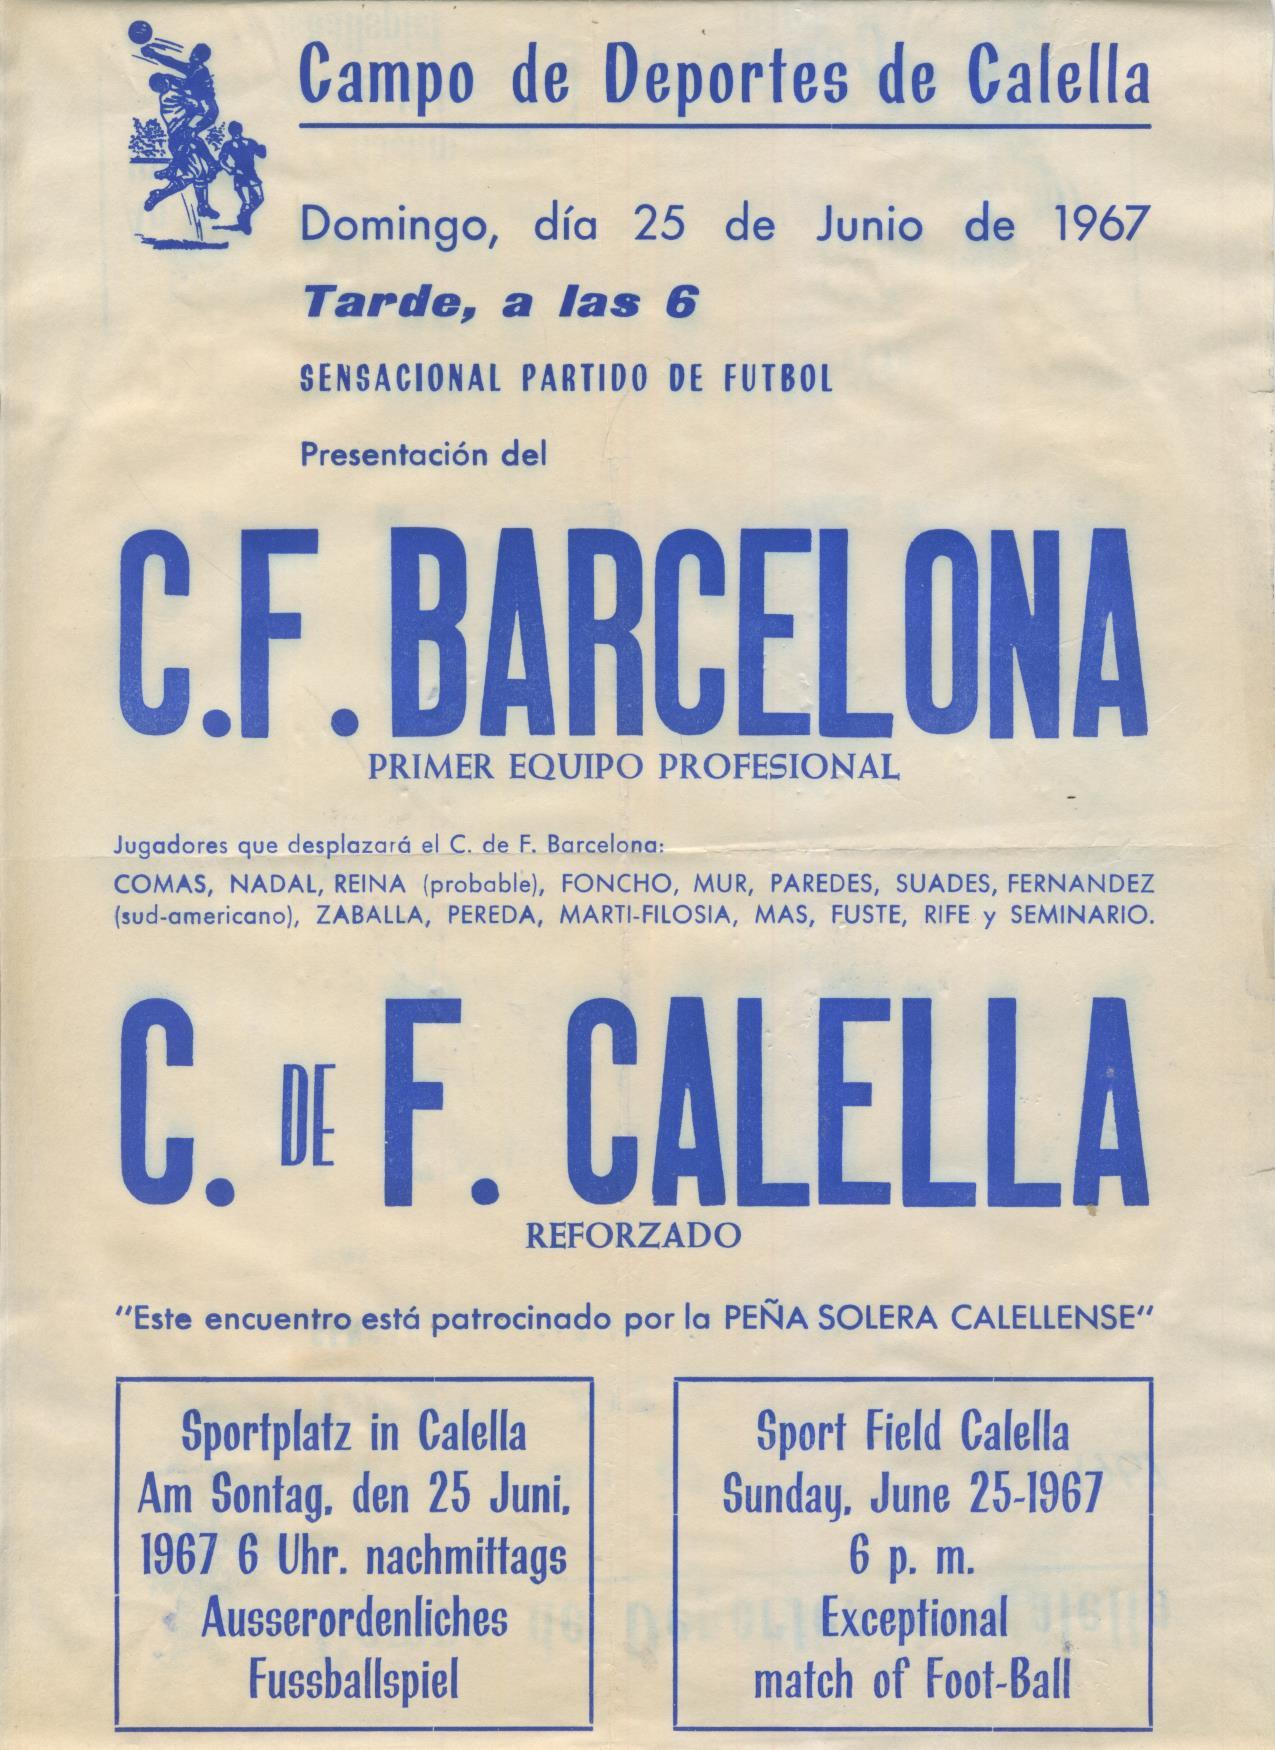 Campo de Deportes de Calella
Domingo, día 25 de Junio de 1967
Tarde, a las 6
SENSACIONAL PARTIDO DE FUTBOL
Presentación del
C.F. BARCELONA
PRIMER EQUIPO PROFESIONAL
Jugadores que desplazará el C. de F. Barcelona:
COMAS, NADAL, REINA (probable), FONCHO, MUR, PAREDES, SUADES, FERNANDEZ
(sud-americano), ZABALLA, PEREDA, MARTI-FILOSIA, MAS, FUSTE, RIFE y SEMINARIO.
C. DE F. CALELLA
REFORZADO
"Este encuentro está patrocinado por la PEÑA SOLERA CALELLENSE"
Sportplatz in Calella
Am Sontag, den 25 Juni,
1967 6 Uhr. nachmittags
Ausserordenliches
Fussballspiel
Sport Field Calella
Sunday, June 25-1967
6 p. m.
Exceptional
match of Foot-Ball